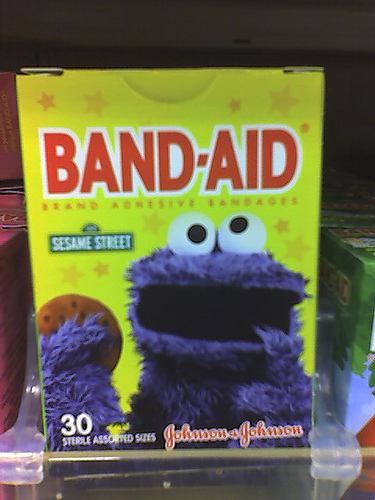 BAND-AID®
BRAND ADHESIVE BANDAGES
SESAME STREET
30
STERILE ASSORTED SIZES
Johnson & Johnson